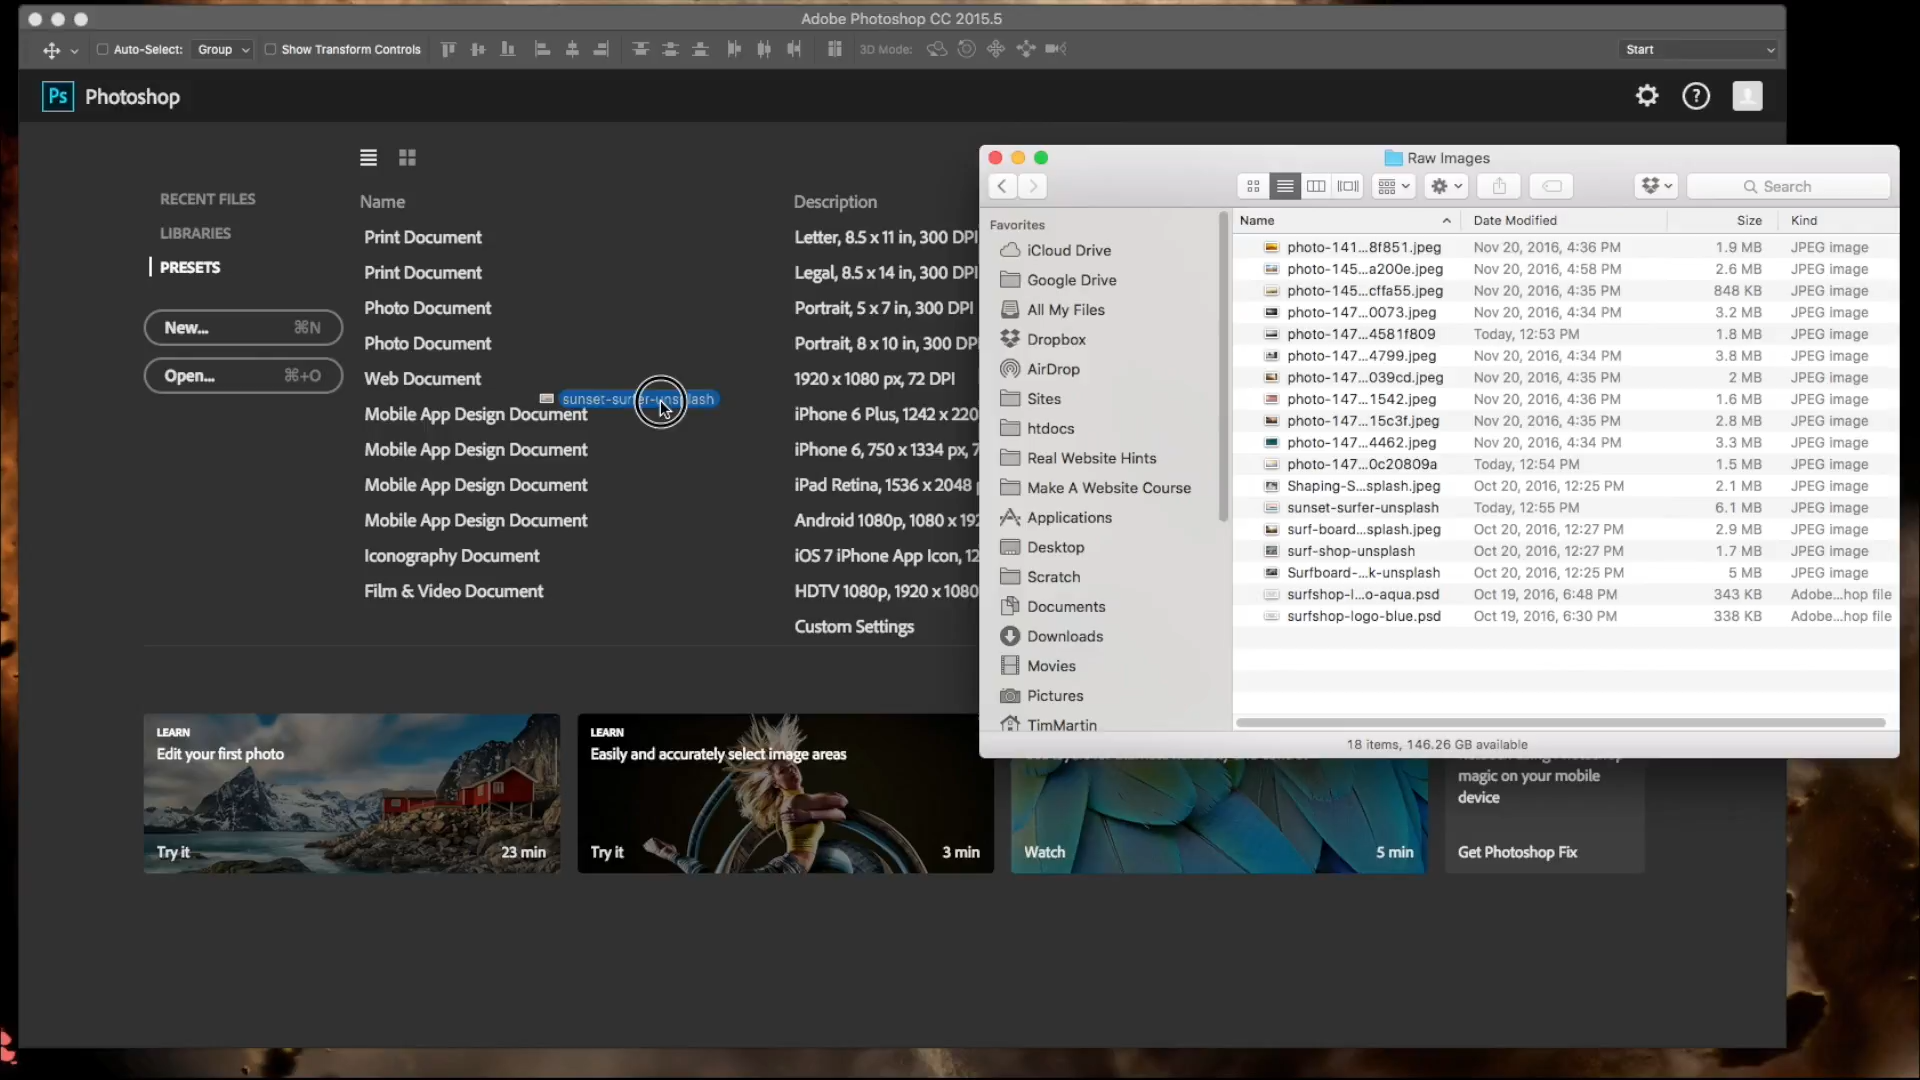 Adobe Photoshop CC 2015.5
Auto-Select: Group Show Transform Controls 3D Mode: Start
Ps Photoshop
RECENT FILES
LIBRARIES
PRESETS
New... ⌘N
Open... ⌘+O
Name Description
Print Document Letter, 8.5 x 11 in, 300 DPI
Print Document Legal, 8.5 x 14 in, 300 DPI
Photo Document Portrait, 5 x 7 in, 300 DPI
Photo Document Portrait, 8 x 10 in, 300 DP
Web Document 1920 x 1080 px, 72 DPI
sunset-surfer-unsplash
Mobile App Design Document iPhone 6 Plus, 1242 x 220
Mobile App Design Document iPhone 6, 750 x 1334 px, 7
Mobile App Design Document iPad Retina, 1536 x 2048
Mobile App Design Document Android 1080p, 1080 x 192
Iconography Document iOS 7 iPhone App Icon, 12
Film & Video Document HDTV 1080p, 1920 x 1080
Custom Settings
LEARN
Edit your first photo
Try it 23 min
LEARN
Easily and accurately select image areas
Try it 3 min
Watch 5 min
magic on your mobile
device
Get Photoshop Fix
Raw Images
Search
Favorites
iCloud Drive
Google Drive
All My Files
Dropbox
AirDrop
Sites
htdocs
Real Website Hints
Make A Website Course
Applications
Desktop
Scratch
Documents
Downloads
Movies
Pictures
TimMartin
Name Date Modified Size Kind
photo-141...8f851.jpeg Nov 20, 2016, 4:36 PM 1.9 MB JPEG image
photo-145...a200e.jpeg Nov 20, 2016, 4:58 PM 2.6 MB JPEG image
photo-145...cffa55.jpeg Nov 20, 2016, 4:35 PM 848 KB JPEG image
photo-147...0073.jpeg Nov 20, 2016, 4:34 PM 3.2 MB JPEG image
photo-147...4581f809 Today, 12:53 PM 1.8 MB JPEG image
photo-147...4799.jpeg Nov 20, 2016, 4:34 PM 3.8 MB JPEG image
photo-147...039cd.jpeg Nov 20, 2016, 4:35 PM 2 MB JPEG image
photo-147...1542.jpeg Nov 20, 2016, 4:36 PM 1.6 MB JPEG image
photo-147...15c3f.jpeg Nov 20, 2016, 4:35 PM 2.8 MB JPEG image
photo-147...4462.jpeg Nov 20, 2016, 4:34 PM 3.3 MB JPEG image
photo-147...0c20809a Today, 12:54 PM 1.5 MB JPEG image
Shaping-S...splash.jpeg Oct 20, 2016, 12:25 PM 2.1 MB JPEG image
sunset-surfer-unsplash Today, 12:55 PM 6.1 MB JPEG image
surf-board...splash.jpeg Oct 20, 2016, 12:27 PM 2.9 MB JPEG image
surf-shop-unsplash Oct 20, 2016, 12:27 PM 1.7 MB JPEG image
Surfboard-...k-unsplash Oct 20, 2016, 12:25 PM 5 MB JPEG image
surfshop-l...o-aqua.psd Oct 19, 2016, 6:48 PM 343 KB Adobe...hop file
surfshop-logo-blue.psd Oct 19, 2016, 6:30 PM 338 KB Adobe...hop file
18 items, 146.26 GB available